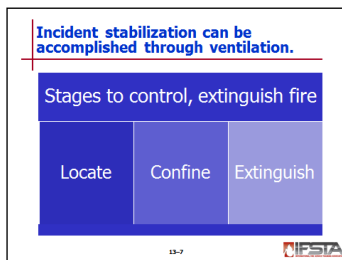 Incident stabilization can be
accomplished through ventilation.
Stages to control, extinguish fire
Locate Confine Extinguish
13–7
IFSTA